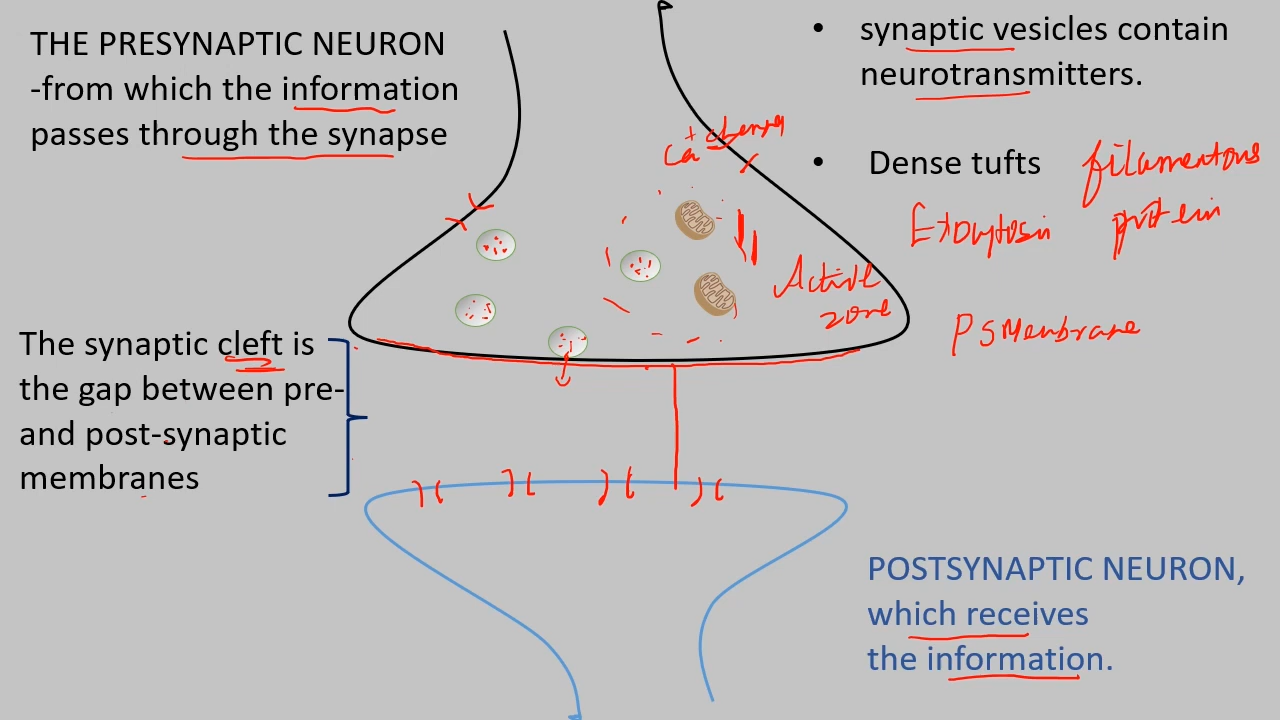 THE PRESYNAPTIC NEURON
-from which the information
passes through the synapse
• synaptic vesicles contain
neurotransmitters.
• Dense tufts
filamentous
protein
Ca+
Active
zone
PS Membrane
The synaptic cleft is
the gap between pre-
and post-synaptic
membranes
POSTSYNAPTIC NEURON,
which receives
the information.